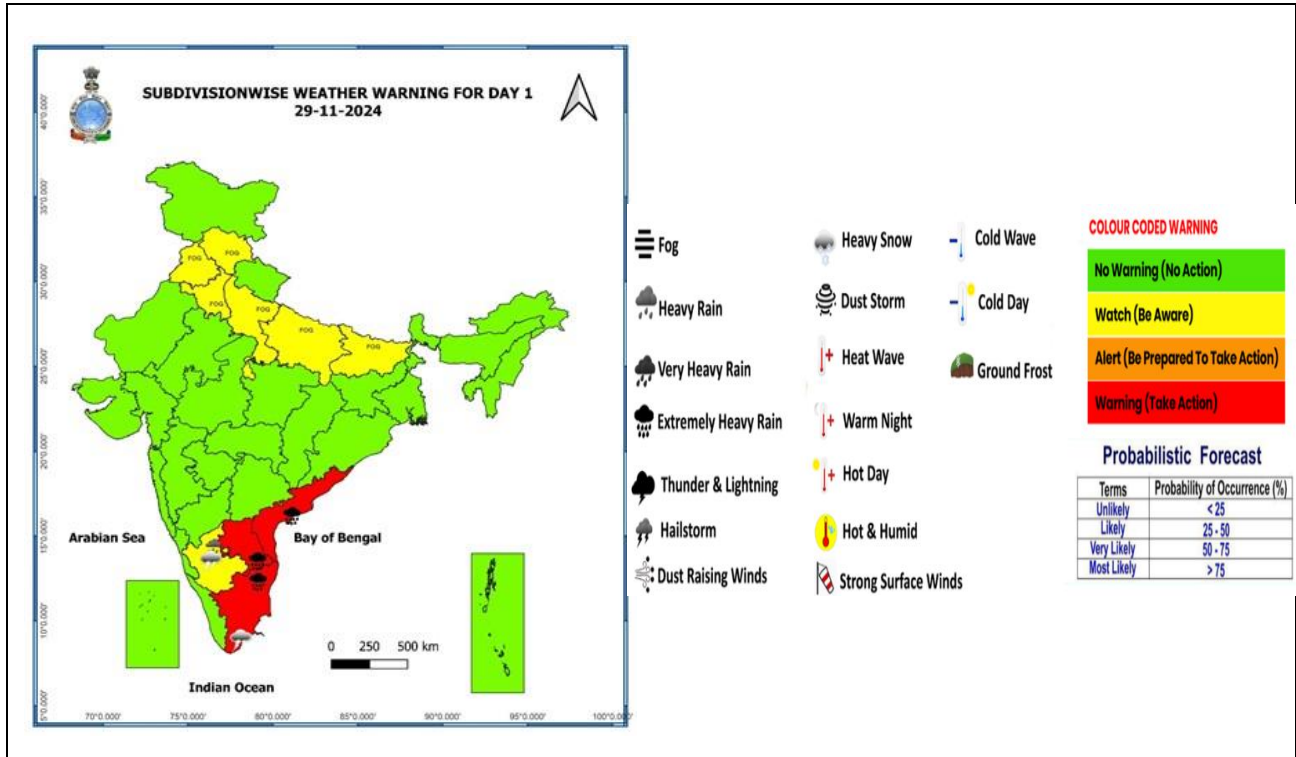 SUBDIVISIONWISE WEATHER WARNING FOR DAY 1
29-11-2024
40°0.000'
35°0.000'
30°0.000'
25°0.000'
20°0.000'
15°0.000'
10°0.000'
5°0.000'
FOG
FOG
FOG
FOG
FOG
FOG
Arabian Sea
Bay of Bengal
0 250 500 km
Indian Ocean
70°0.000' 75°0.000' 80°0.000' 85°0.000' 90°0.000' 95°0.000' 100°0.000'
Fog
Heavy Rain
Very Heavy Rain
Extremely Heavy Rain
Thunder & Lightning
Hailstorm
Dust Raising Winds
Heavy Snow
Dust Storm
Heat Wave
Warm Night
Hot Day
Hot & Humid
Strong Surface Winds
Cold Wave
Cold Day
Ground Frost
COLOUR CODED WARNING
No Warning (No Action)
Watch (Be Aware)
Alert (Be Prepared To Take Action)
Warning (Take Action)
Probabilistic Forecast
Terms Probability of Occurrence (%)
Unlikely < 25
Likely 25 - 50
Very Likely 50 - 75
Most Likely > 75